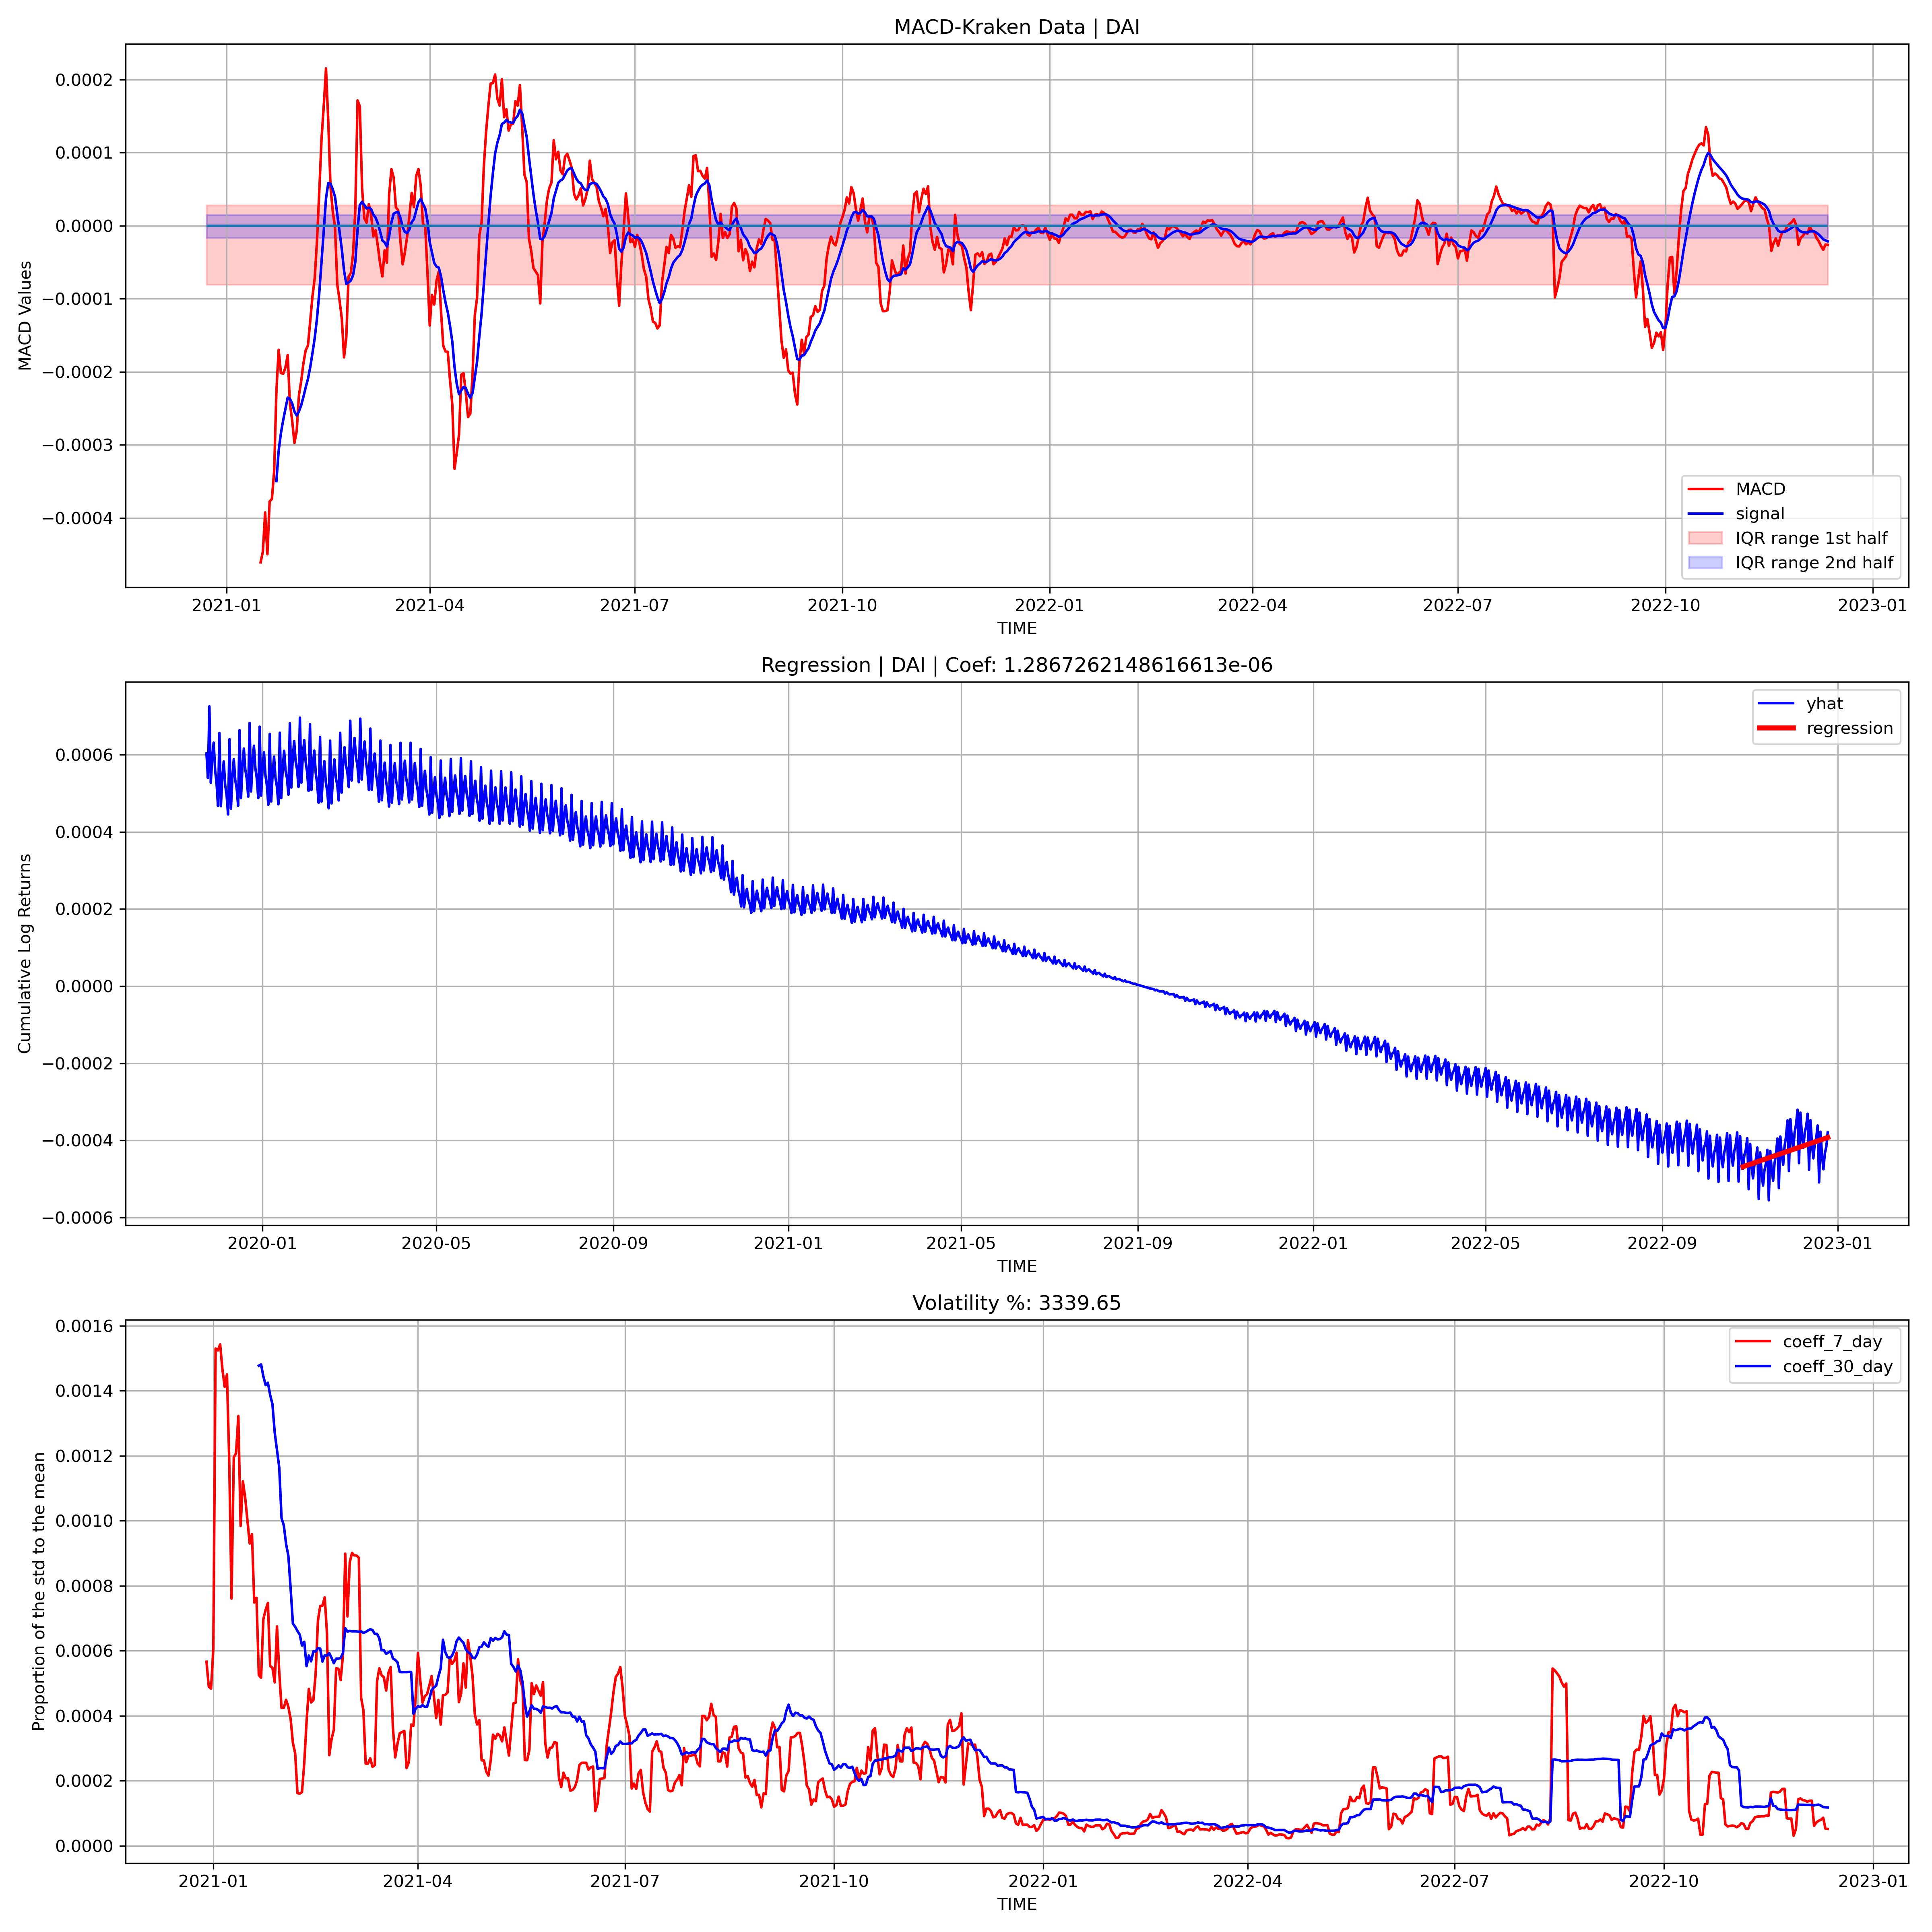 MACD-Kraken Data | DAI
MACD Values
0.0002
0.0001
0.0000
−0.0001
−0.0002
−0.0003
−0.0004
MACD
signal
IQR range 1st half
IQR range 2nd half
2021-01 2021-04 2021-07 2021-10 2022-01 2022-04 2022-07 2022-10 2023-01
TIME
Regression | DAI | Coef: 1.2867262148616613e-06
Cumulative Log Returns
yhat
regression
0.0006
0.0004
0.0002
0.0000
−0.0002
−0.0004
−0.0006
2020-01 2020-05 2020-09 2021-01 2021-05 2021-09 2022-01 2022-05 2022-09 2023-01
TIME
Volatility %: 3339.65
Proportion of the std to the mean
coeff_7_day
coeff_30_day
0.0016
0.0014
0.0012
0.0010
0.0008
0.0006
0.0004
0.0002
0.0000
2021-01 2021-04 2021-07 2021-10 2022-01 2022-04 2022-07 2022-10 2023-01
TIME